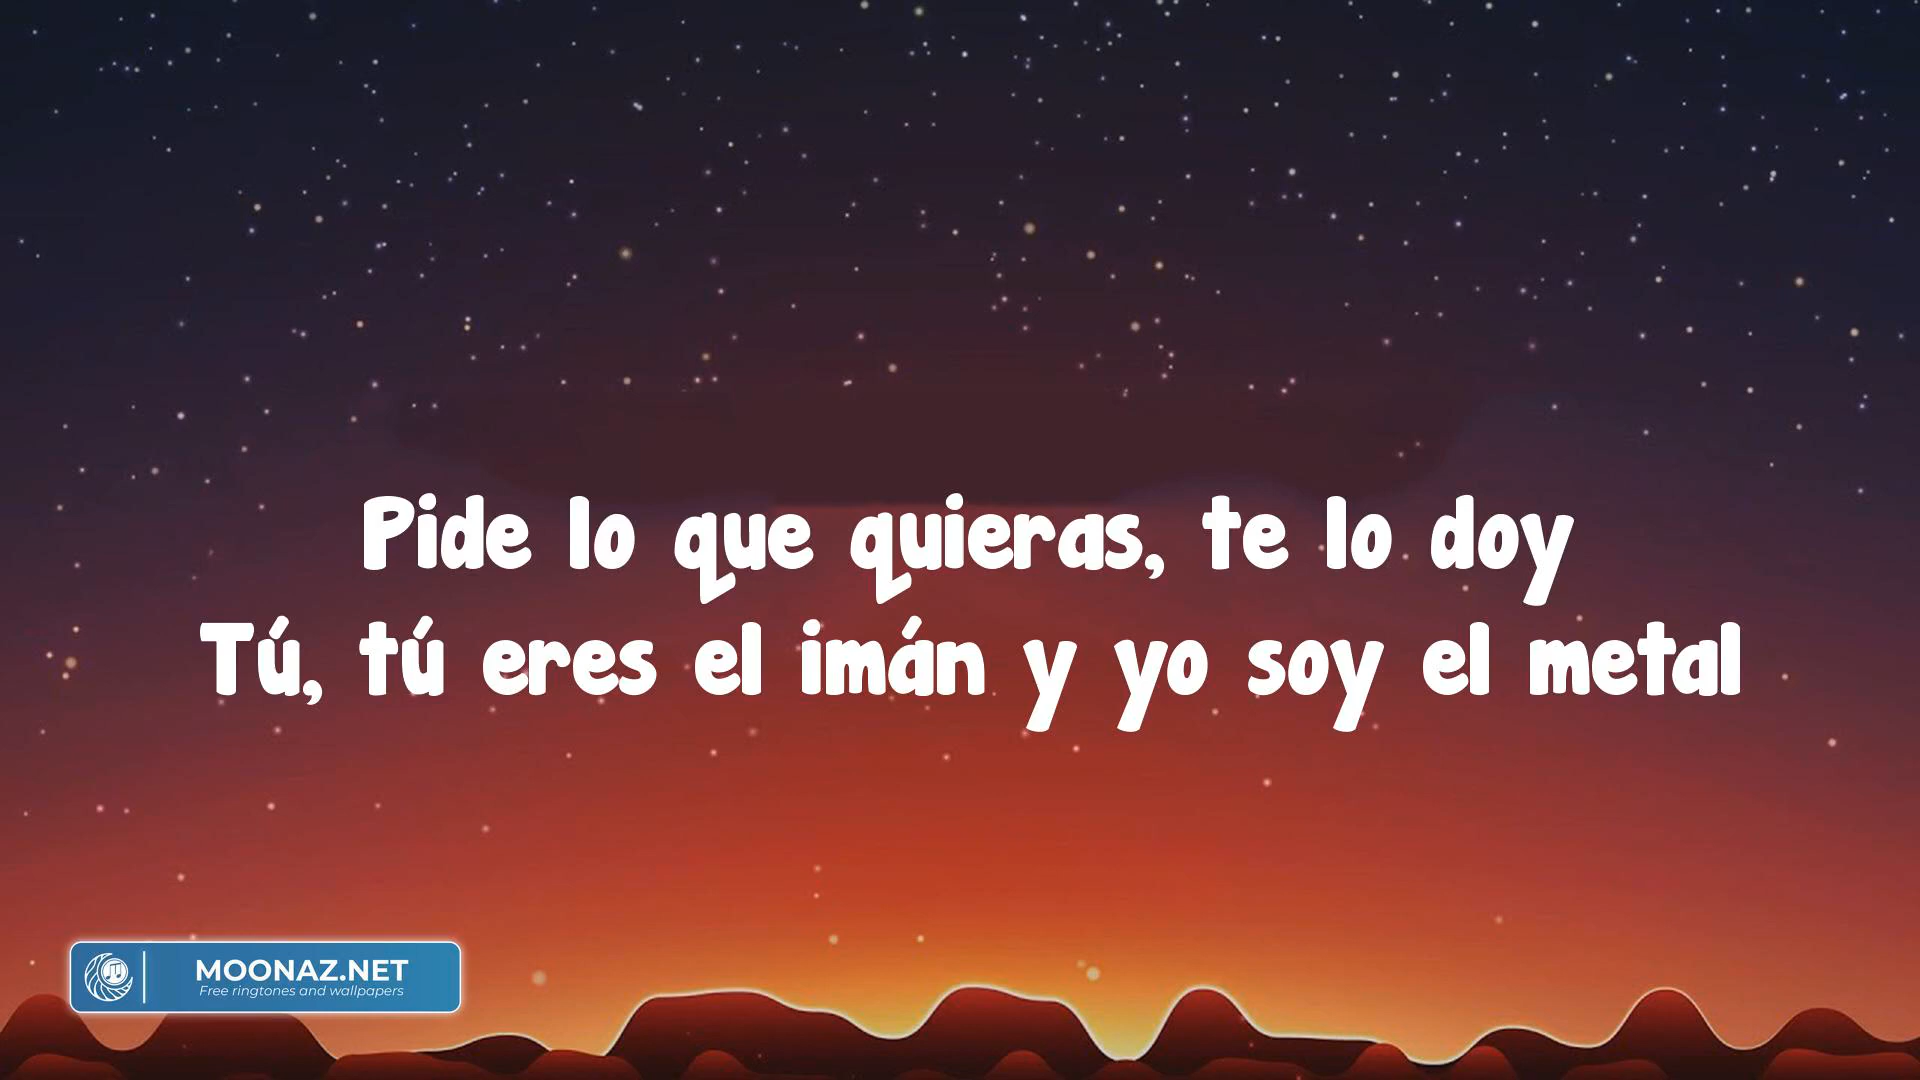 Pide lo que quieras, te lo doy
Tú, tú eres el imán y yo soy el metal
MOONAZ.NET
Free ringtones and wallpapers